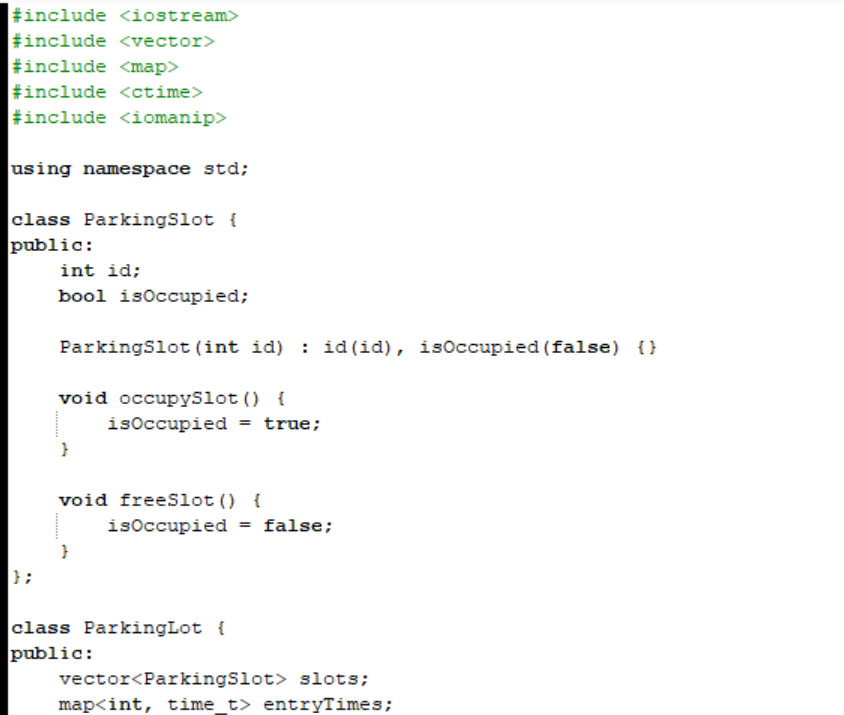 #include <iostream>
#include <vector>
#include <map>
#include <ctime>
#include <iomanip>
using namespace std;
class ParkingSlot {
public:
    int id;
    bool isOccupied;
    ParkingSlot(int id) : id(id), isOccupied(false) {}
    void occupySlot() {
        isOccupied = true;
    }
    void freeSlot() {
        isOccupied = false;
    }
};
class ParkingLot {
public:
    vector<ParkingSlot> slots;
    map<int, time_t> entryTimes;